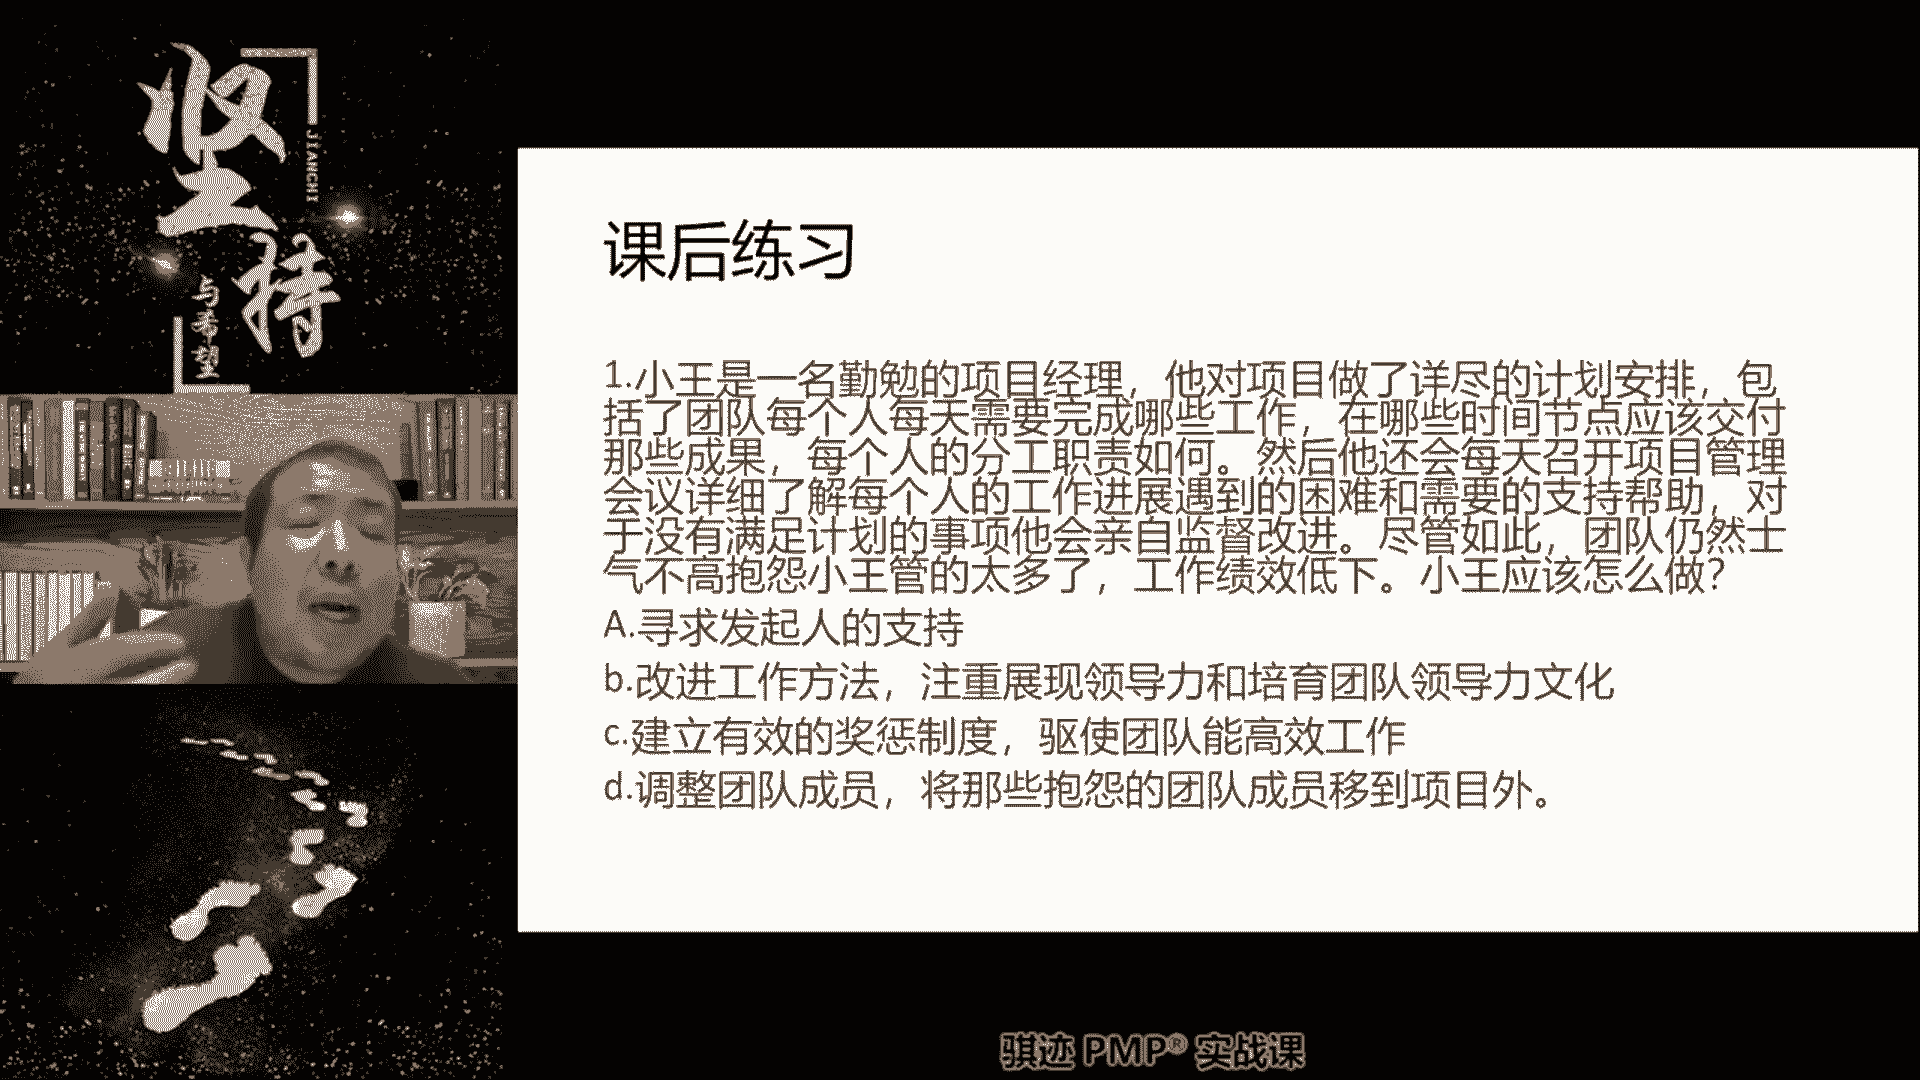 坚持
JIANCHI
与希望
课后练习
1.小王是一名勤勉的项目经理，他对项目做了详尽的计划安排，包
括了团队每个人每天需要完成哪些工作，在哪些时间节点应该交付
那些成果，每个人的分工职责如何。然后他还会每天召开项目管理
会议详细了解每个人的工作进展遇到的困难和需要的支持帮助，对
于没有满足计划的事项他会亲自监督改进。尽管如此，团队仍然士
气不高抱怨小王管的太多了，工作绩效低下。小王应该怎么做？
A.寻求发起人的支持
b.改进工作方法，注重展现领导力和培育团队领导力文化
c.建立有效的奖惩制度，驱使团队能高效工作
d.调整团队成员，将那些抱怨的团队成员移到项目外。
骐迹 PMP® 实战课